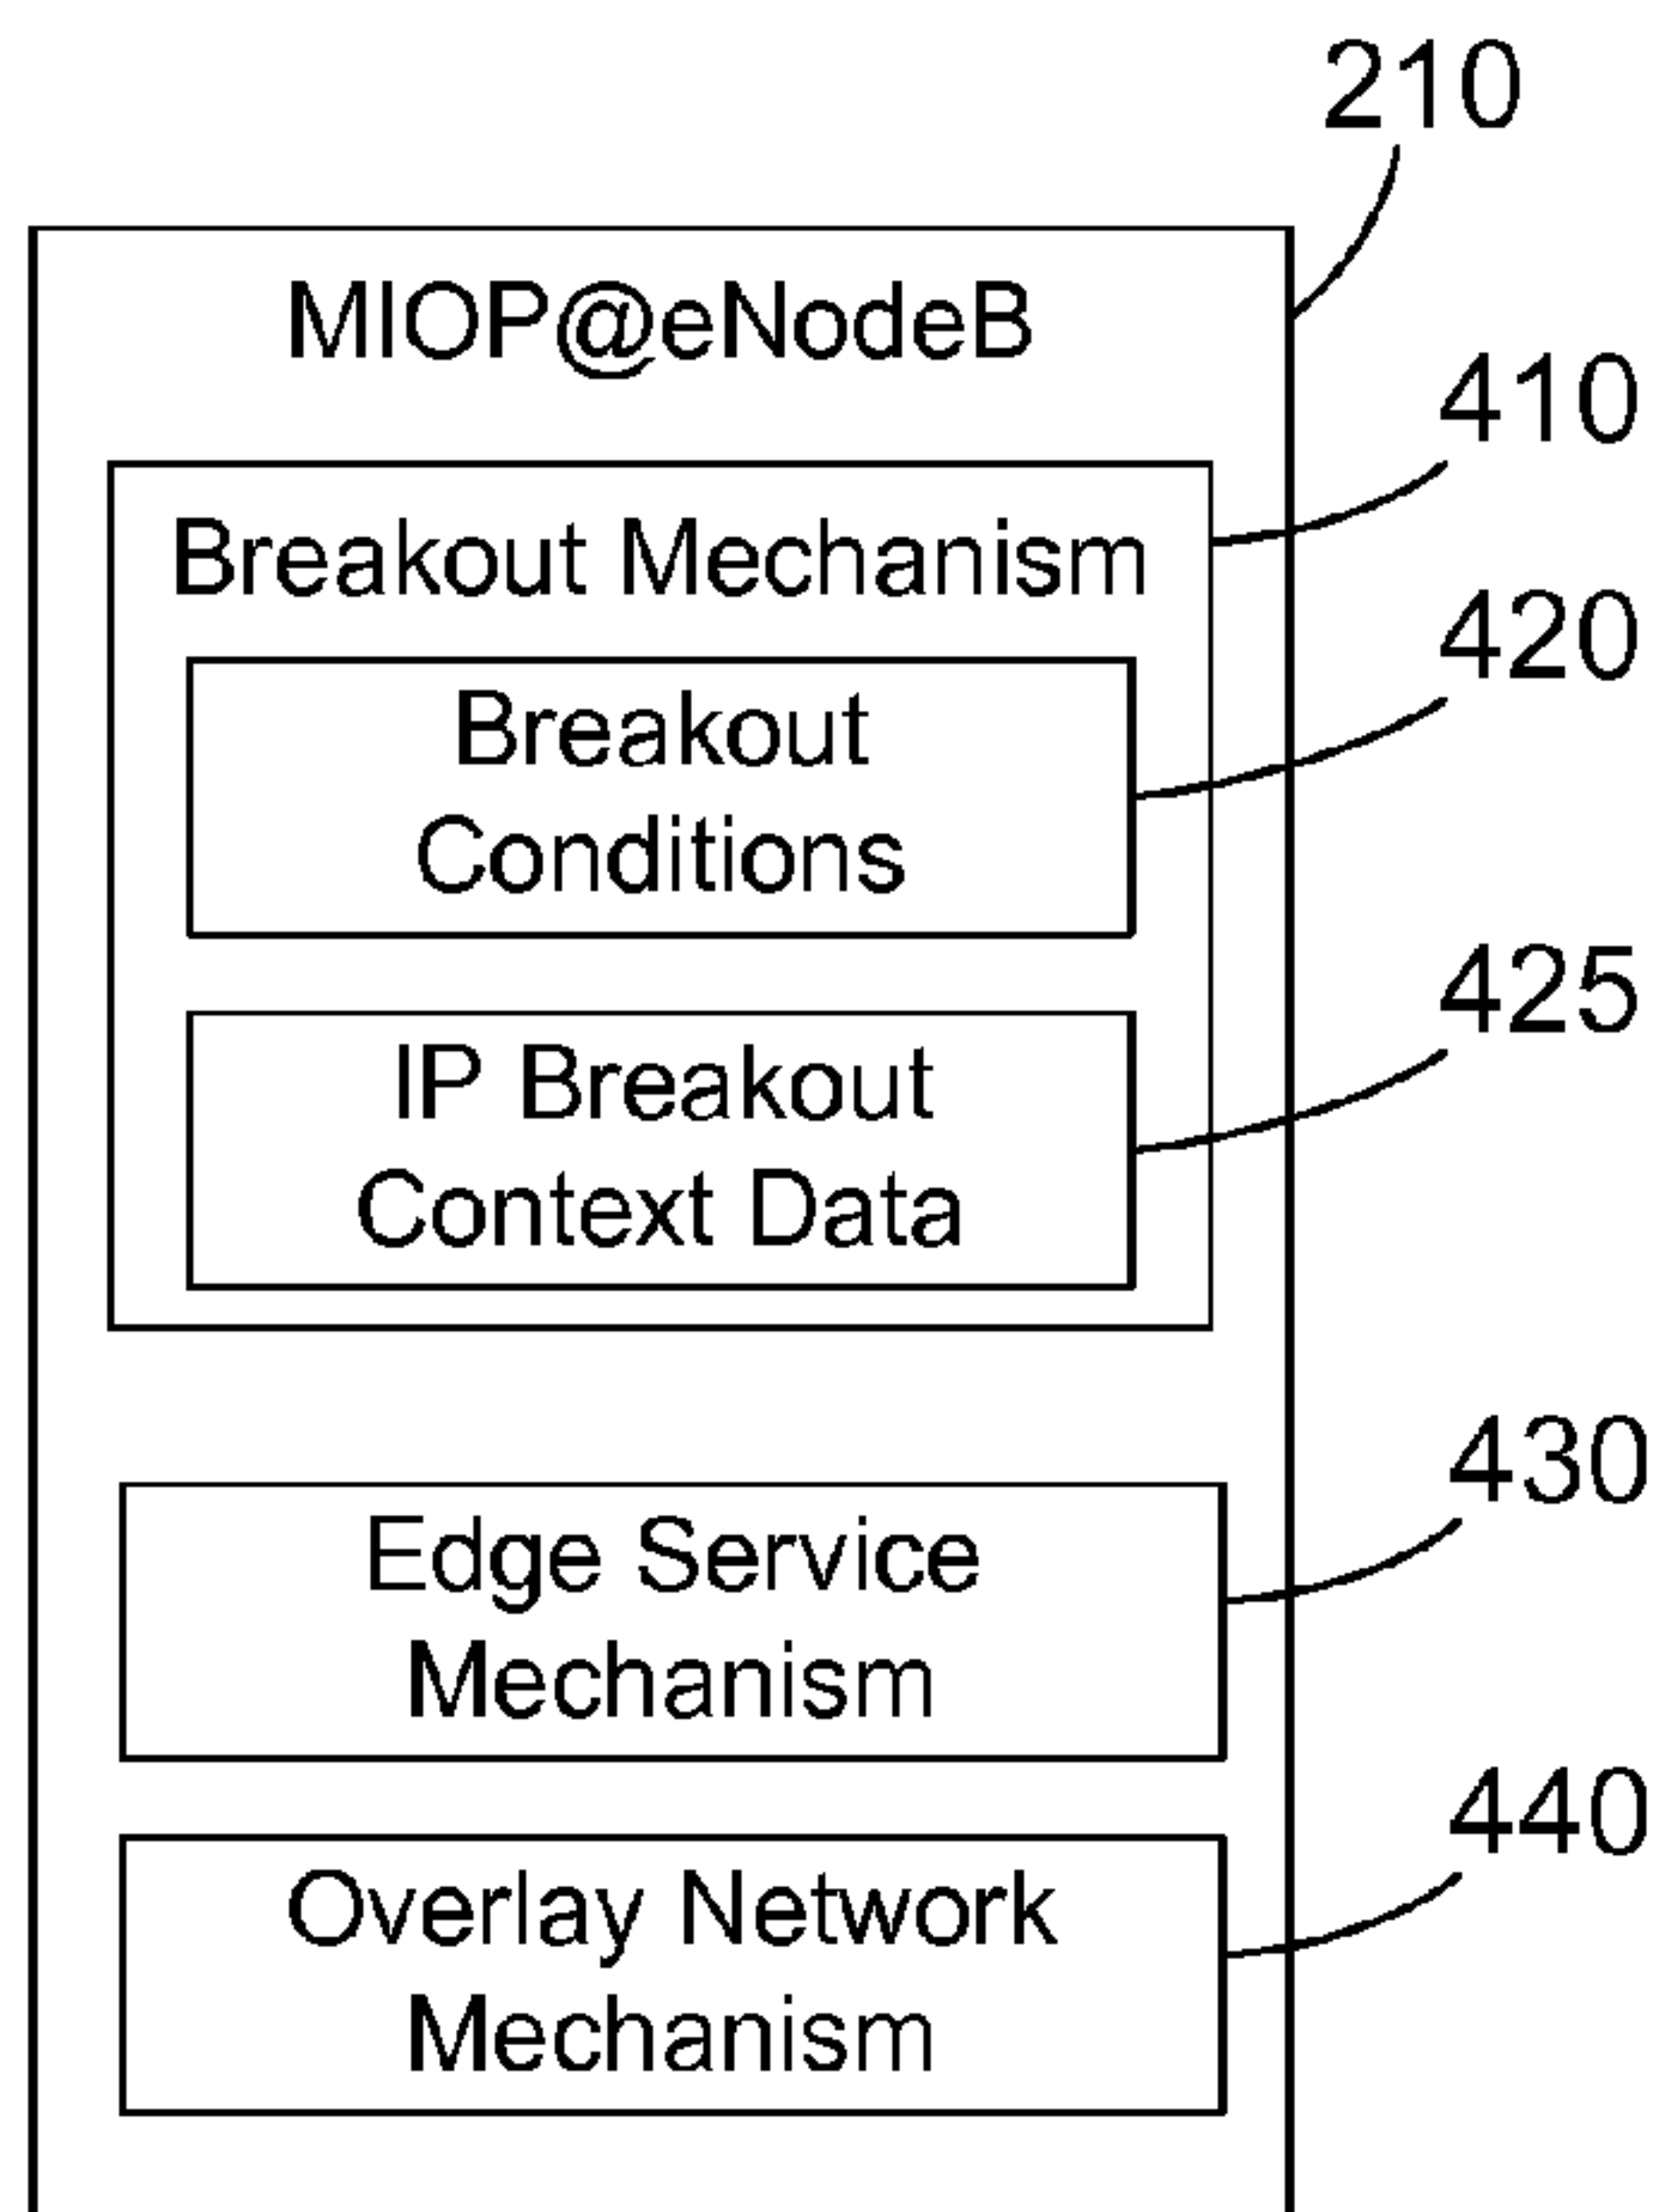 210
MIOP@eNodeB
410
Breakout Mechanism
420
Breakout
Conditions
425
IP Breakout
Context Data
430
Edge Service
Mechanism
440
Overlay Network
Mechanism